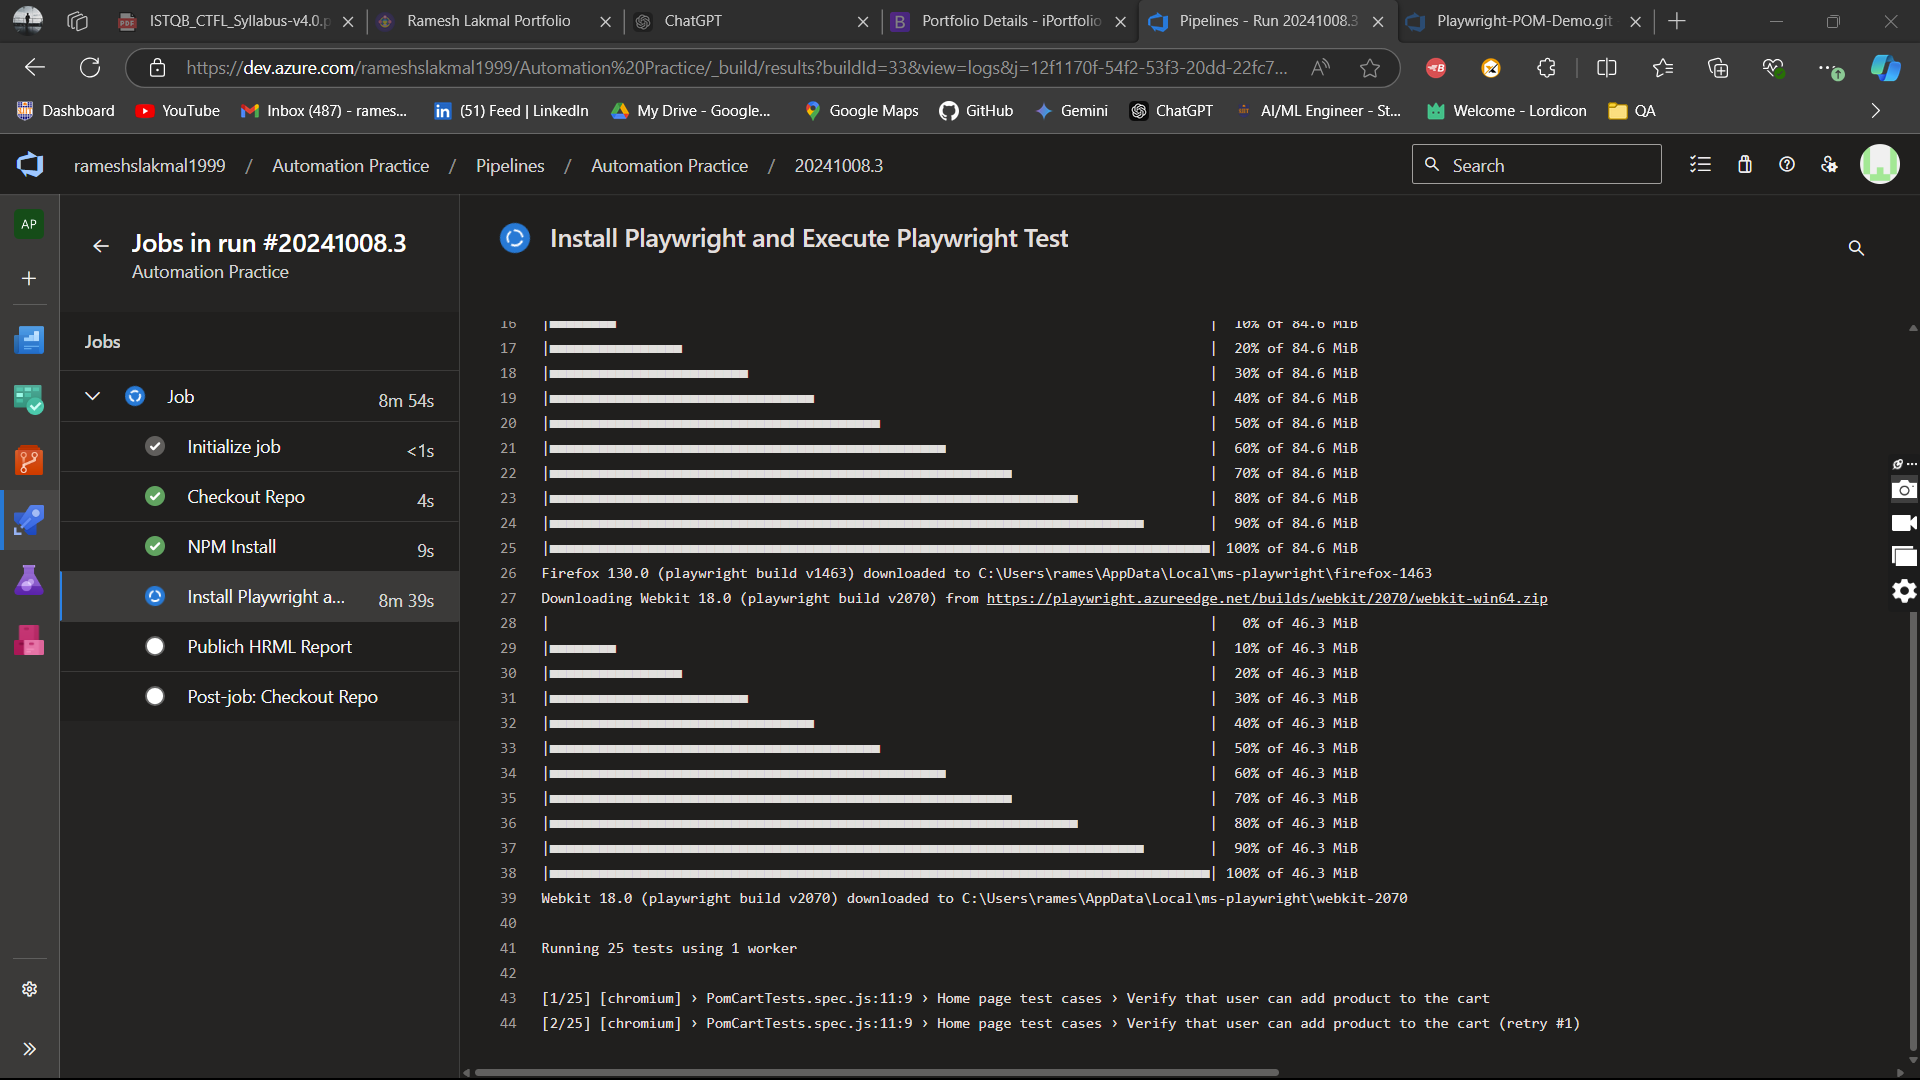 ISTQB_CTFL_Syllabus-v4.0.p
Ramesh Lakmal Portfolio
ChatGPT
Portfolio Details - iPortfolio
Pipelines - Run 20241008.3
Playwright-POM-Demo.git
https://dev.azure.com/rameshslakmal1999/Automation%20Practice/_build/results?buildId=33&view=logs&j=12f1170f-54f2-53f3-20dd-22fc7...
Dashboard
YouTube
Inbox (487) - rames...
(51) Feed | LinkedIn
My Drive - Google...
Google Maps
GitHub
Gemini
ChatGPT
AI/ML Engineer - St...
Welcome - Lordicon
QA
rameshslakmal1999 / Automation Practice / Pipelines / Automation Practice / 20241008.3
Search
AP
Jobs in run #20241008.3
Automation Practice
Jobs
Job 8m 54s
Initialize job <1s
Checkout Repo 4s
NPM Install 9s
Install Playwright a... 8m 39s
Publish HRML Report
Post-job: Checkout Repo
Install Playwright and Execute Playwright Test
16 | | 10% of 84.6 MiB
17 | | 20% of 84.6 MiB
18 | | 30% of 84.6 MiB
19 | | 40% of 84.6 MiB
20 | | 50% of 84.6 MiB
21 | | 60% of 84.6 MiB
22 | | 70% of 84.6 MiB
23 | | 80% of 84.6 MiB
24 | | 90% of 84.6 MiB
25 | | 100% of 84.6 MiB
26 Firefox 130.0 (playwright build v1463) downloaded to C:\Users\rames\AppData\Local\ms-playwright\firefox-1463
27 Downloading Webkit 18.0 (playwright build v2070) from https://playwright.azureedge.net/builds/webkit/2070/webkit-win64.zip
28 | | 0% of 46.3 MiB
29 | | 10% of 46.3 MiB
30 | | 20% of 46.3 MiB
31 | | 30% of 46.3 MiB
32 | | 40% of 46.3 MiB
33 | | 50% of 46.3 MiB
34 | | 60% of 46.3 MiB
35 | | 70% of 46.3 MiB
36 | | 80% of 46.3 MiB
37 | | 90% of 46.3 MiB
38 | | 100% of 46.3 MiB
39 Webkit 18.0 (playwright build v2070) downloaded to C:\Users\rames\AppData\Local\ms-playwright\webkit-2070
40
41 Running 25 tests using 1 worker
42
43 [1/25] [chromium] › PomCartTests.spec.js:11:9 › Home page test cases › Verify that user can add product to the cart
44 [2/25] [chromium] › PomCartTests.spec.js:11:9 › Home page test cases › Verify that user can add product to the cart (retry #1)